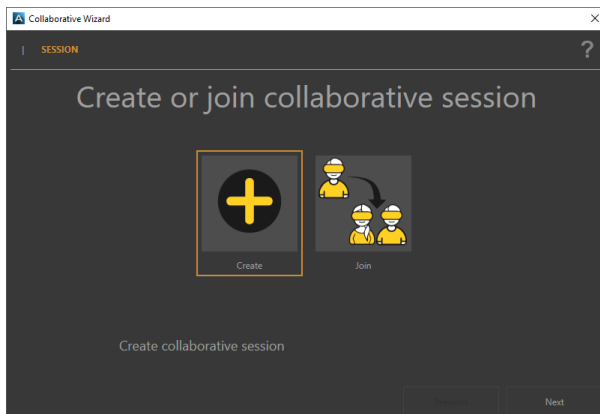 Collaborative Wizard
| SESSION
?
Create or join collaborative session
Create
Join
Create collaborative session
Next